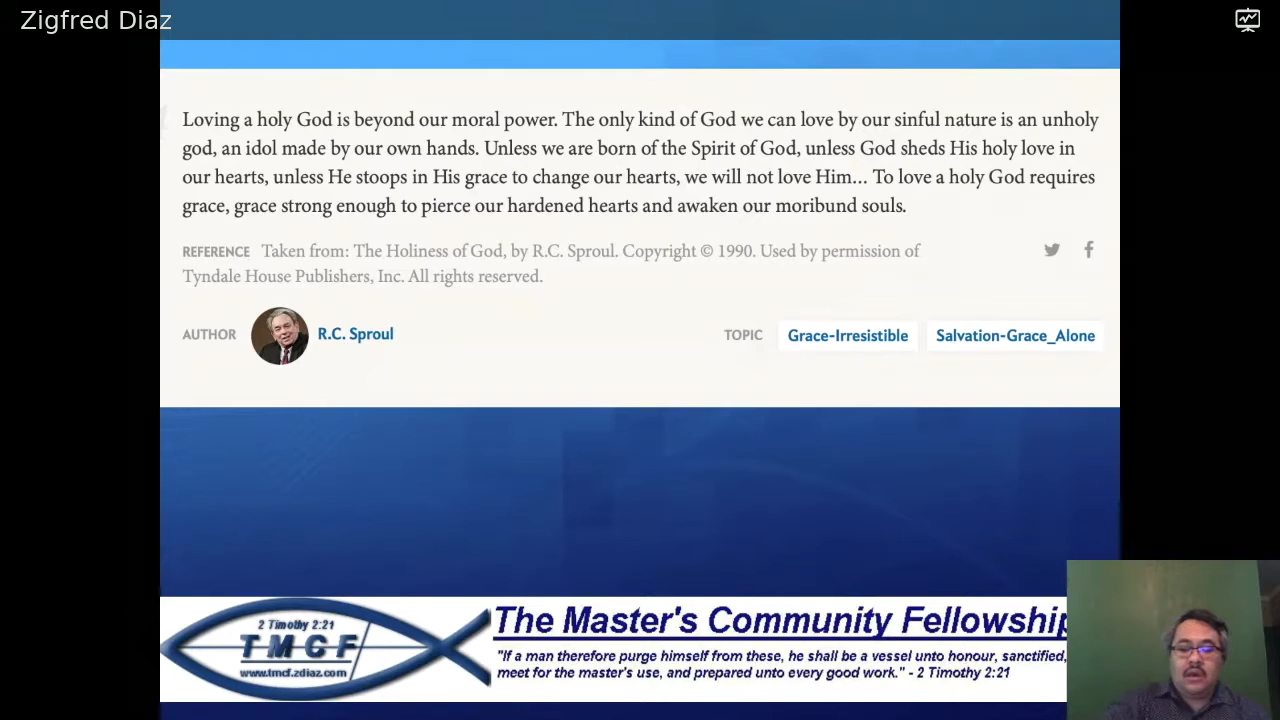 Zigfred Diaz
Loving a holy God is beyond our moral power. The only kind of God we can love by our sinful nature is an unholy
god, an idol made by our own hands. Unless we are born of the Spirit of God, unless God sheds His holy love in
our hearts, unless He stoops in His grace to change our hearts, we will not love Him… To love a holy God requires
grace, grace strong enough to pierce our hardened hearts and awaken our moribund souls.
REFERENCE Taken from: The Holiness of God, by R.C. Sproul. Copyright © 1990. Used by permission of
Tyndale House Publishers, Inc. All rights reserved.
AUTHOR R.C. Sproul TOPIC Grace-Irresistible Salvation-Grace_Alone
2 Timothy 2:21
TMCF
www.tmcf.zdiaz.com
The Master's Community Fellowship
"If a man therefore purge himself from these, he shall be a vessel unto honour, sanctified,
meet for the master's use, and prepared unto every good work." - 2 Timothy 2:21